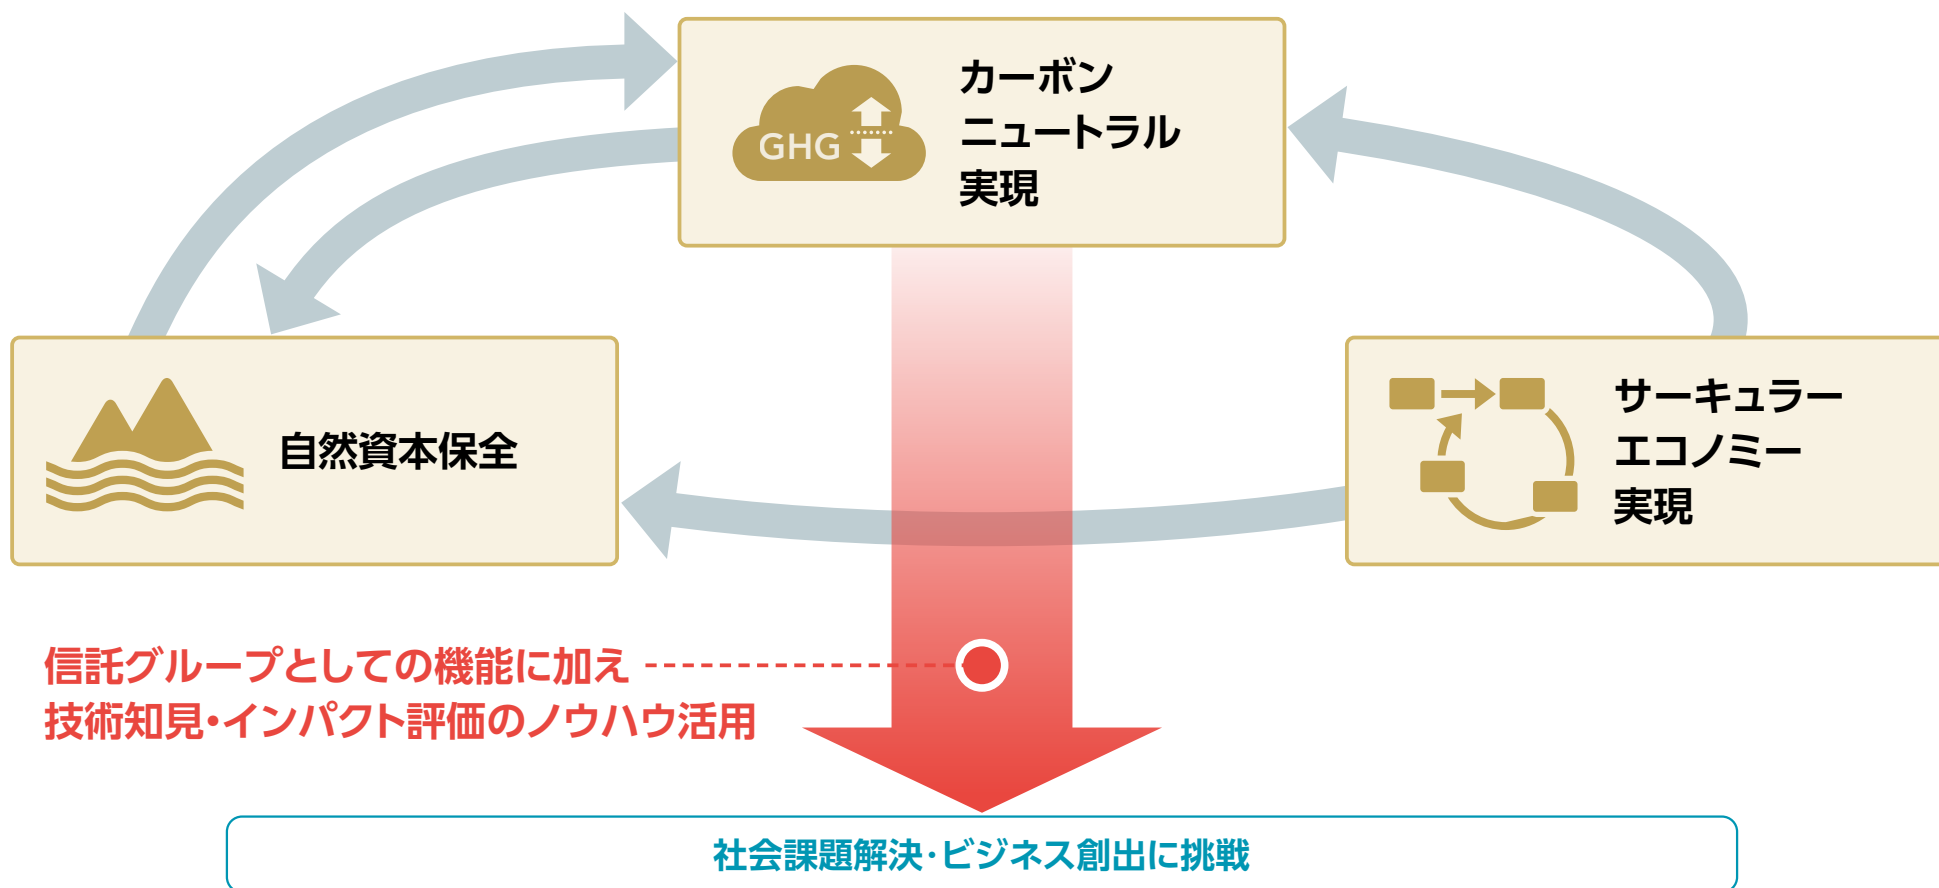 GHG
カーボン
ニュートラル
実現
自然資本保全
サーキュラー
エコノミー
実現
信託グループとしての機能に加え
技術知見・インパクト評価のノウハウ活用
社会課題解決・ビジネス創出に挑戦